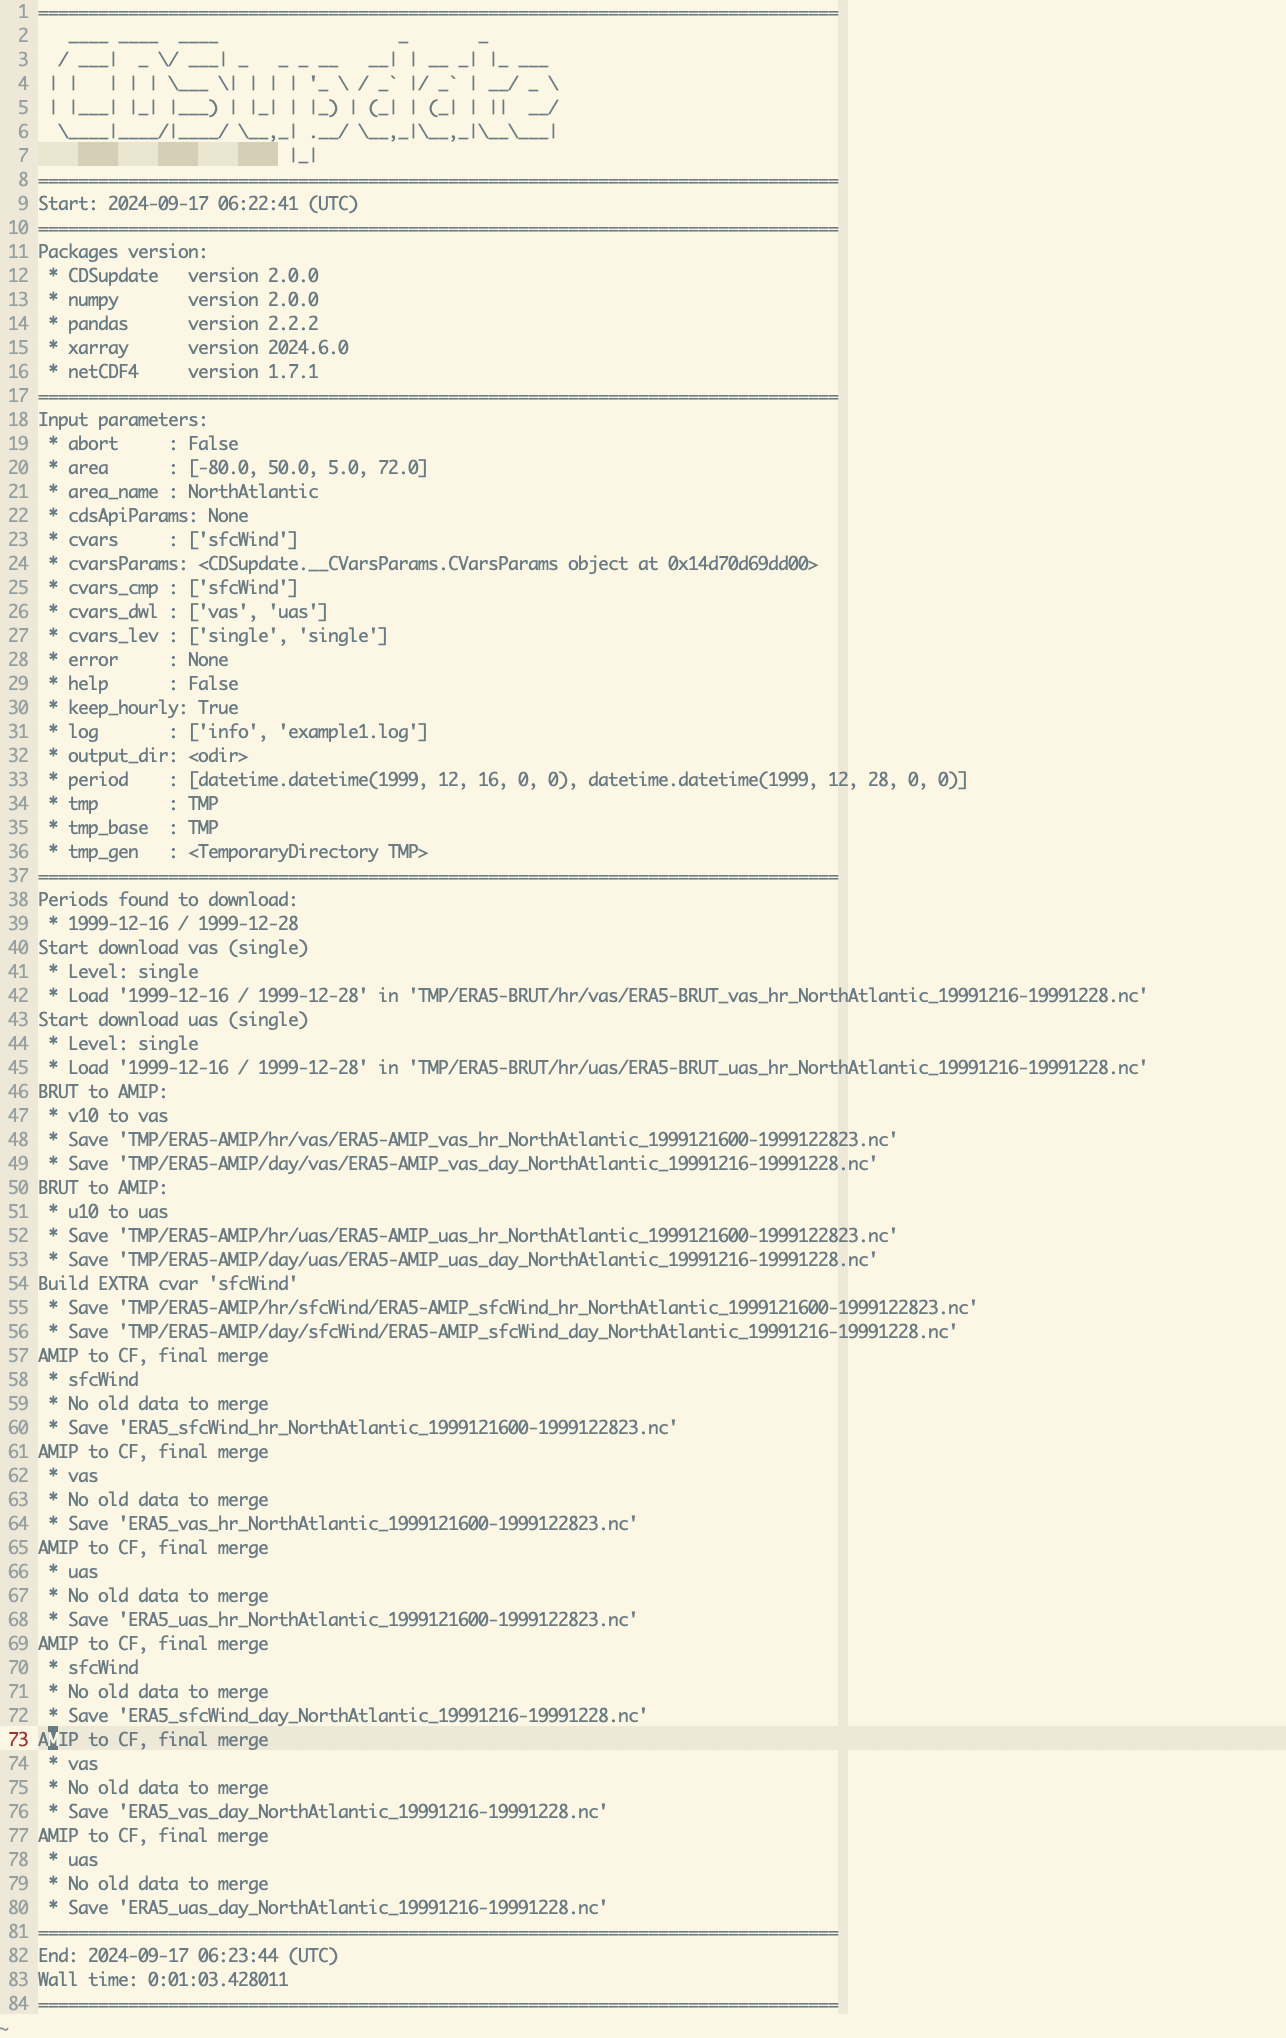 1 ================================================================================
2    ____ ____  ____                  _       _
3   / ___|  _ \/ ___| _   _ _ __   __| | __ _| |_ ___
4  | |   | | | \___ \| | | | '_ \ / _` |/ _` | __/ _ \
5  | |___| |_| |___) | |_| | |_) | (_| | (_| | ||  __/
6   \____|____/|____/ \__,_| .__/ \__,_|\__,_|\__\___|
7                          |_|
8 ================================================================================
9 Start: 2024-09-17 06:22:41 (UTC)
10 ================================================================================
11 Packages version:
12  * CDSupdate   version 2.0.0
13  * numpy       version 2.0.0
14  * pandas      version 2.2.2
15  * xarray      version 2024.6.0
16  * netCDF4     version 1.7.1
17 ================================================================================
18 Input parameters:
19  * abort     : False
20  * area      : [-80.0, 50.0, 5.0, 72.0]
21  * area_name : NorthAtlantic
22  * cdsApiParams: None
23  * cvars     : ['sfcWind']
24  * cvarsParams: <CDSupdate.__CVarsParams.CVarsParams object at 0x14d70d69dd00>
25  * cvars_cmp : ['sfcWind']
26  * cvars_dwl : ['vas', 'uas']
27  * cvars_lev : ['single', 'single']
28  * error     : None
29  * help      : False
30  * keep_hourly: True
31  * log       : ['info', 'example1.log']
32  * output_dir: <odir>
33  * period    : [datetime.datetime(1999, 12, 16, 0, 0), datetime.datetime(1999, 12, 28, 0, 0)]
34  * tmp       : TMP
35  * tmp_base  : TMP
36  * tmp_gen   : <TemporaryDirectory TMP>
37 ================================================================================
38 Periods found to download:
39  * 1999-12-16 / 1999-12-28
40 Start download vas (single)
41  * Level: single
42  * Load '1999-12-16 / 1999-12-28' in 'TMP/ERA5-BRUT/hr/vas/ERA5-BRUT_vas_hr_NorthAtlantic_19991216-19991228.nc'
43 Start download uas (single)
44  * Level: single
45  * Load '1999-12-16 / 1999-12-28' in 'TMP/ERA5-BRUT/hr/uas/ERA5-BRUT_uas_hr_NorthAtlantic_19991216-19991228.nc'
46 BRUT to AMIP:
47  * v10 to vas
48  * Save 'TMP/ERA5-AMIP/hr/vas/ERA5-AMIP_vas_hr_NorthAtlantic_1999121600-1999122823.nc'
49  * Save 'TMP/ERA5-AMIP/day/vas/ERA5-AMIP_vas_day_NorthAtlantic_19991216-19991228.nc'
50 BRUT to AMIP:
51  * u10 to uas
52  * Save 'TMP/ERA5-AMIP/hr/uas/ERA5-AMIP_uas_hr_NorthAtlantic_1999121600-1999122823.nc'
53  * Save 'TMP/ERA5-AMIP/day/uas/ERA5-AMIP_uas_day_NorthAtlantic_19991216-19991228.nc'
54 Build EXTRA cvar 'sfcWind'
55  * Save 'TMP/ERA5-AMIP/hr/sfcWind/ERA5-AMIP_sfcWind_hr_NorthAtlantic_1999121600-1999122823.nc'
56  * Save 'TMP/ERA5-AMIP/day/sfcWind/ERA5-AMIP_sfcWind_day_NorthAtlantic_19991216-19991228.nc'
57 AMIP to CF, final merge
58  * sfcWind
59  * No old data to merge
60  * Save 'ERA5_sfcWind_hr_NorthAtlantic_1999121600-1999122823.nc'
61 AMIP to CF, final merge
62  * vas
63  * No old data to merge
64  * Save 'ERA5_vas_hr_NorthAtlantic_1999121600-1999122823.nc'
65 AMIP to CF, final merge
66  * uas
67  * No old data to merge
68  * Save 'ERA5_uas_hr_NorthAtlantic_1999121600-1999122823.nc'
69 AMIP to CF, final merge
70  * sfcWind
71  * No old data to merge
72  * Save 'ERA5_sfcWind_day_NorthAtlantic_19991216-19991228.nc'
73 AMIP to CF, final merge
74  * vas
75  * No old data to merge
76  * Save 'ERA5_vas_day_NorthAtlantic_19991216-19991228.nc'
77 AMIP to CF, final merge
78  * uas
79  * No old data to merge
80  * Save 'ERA5_uas_day_NorthAtlantic_19991216-19991228.nc'
81 ================================================================================
82 End: 2024-09-17 06:23:44 (UTC)
83 Wall time: 0:01:03.428011
84 ================================================================================
~